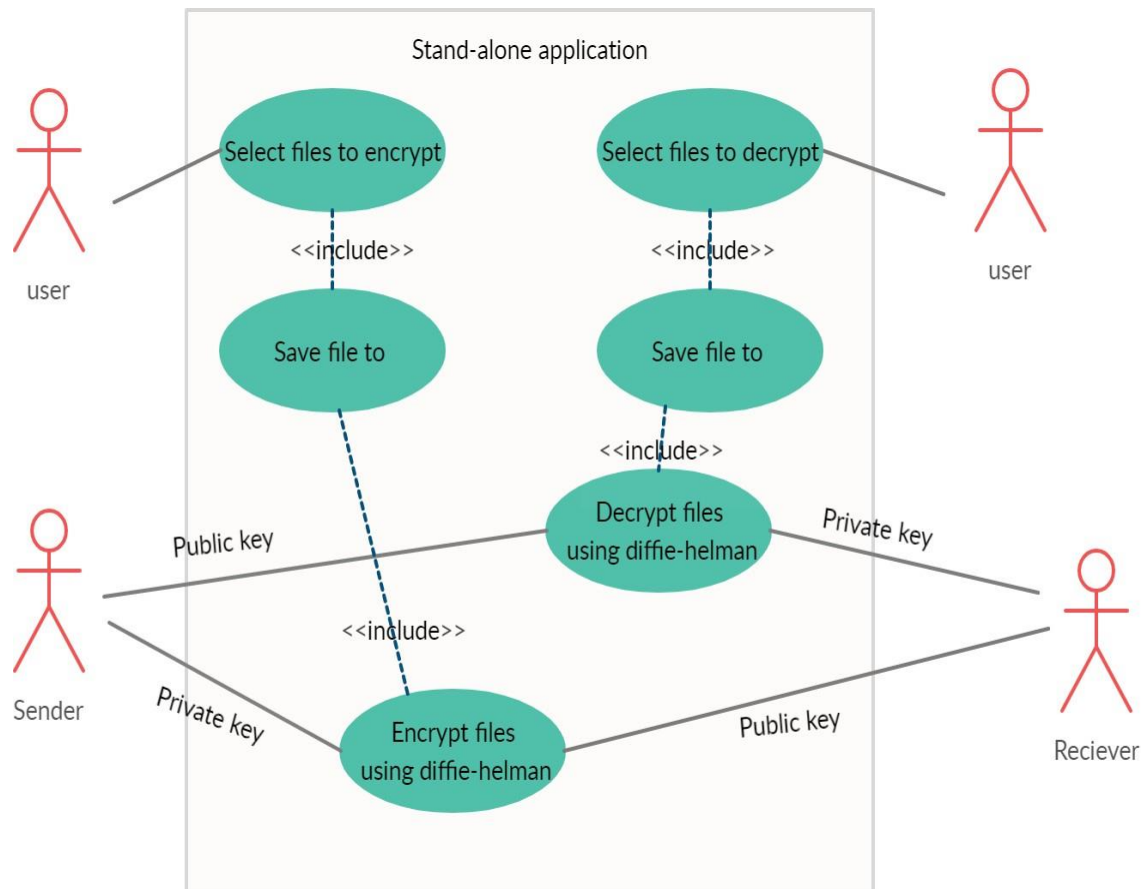 Stand-alone application
Select files to encrypt
Select files to decrypt
<<include>>
<<include>>
user
user
Save file to
Save file to
<<include>>
Decrypt files
using diffie-helman
Public key
Private key
<<include>>
Sender
Private key
Encrypt files
using diffie-helman
Public key
Reciever